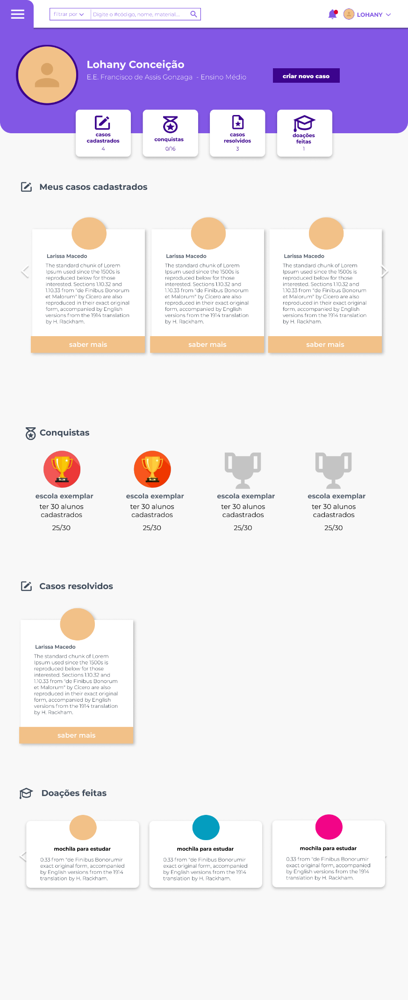 filtrar por
Digite o #código, nome, material....
LOHANY
Lohany Conceição
E.E. Francisco de Assis Gonzaga - Ensino Médio
criar novo caso
casos
cadastrados
4
conquistas
0/16
casos
resolvidos
3
doações
feitas
1
Meus casos cadastrados
Larissa Macedo
The standard chunk of Lorem
Ipsum used since the 1500s is
reproduced below for those
interested. Sections 1.10.32 and
1.10.33 from "de Finibus Bonorum
et Malorum" by Cicero are also
reproduced in their exact original
form, accompanied by English
versions from the 1914 translation
by H. Rackham.
saber mais
Larissa Macedo
The standard chunk of Lorem
Ipsum used since the 1500s is
reproduced below for those
interested. Sections 1.10.32 and
1.10.33 from "de Finibus Bonorum
et Malorum" by Cicero are also
reproduced in their exact original
form, accompanied by English
versions from the 1914 translation
by H. Rackham.
saber mais
Larissa Macedo
The standard chunk of Lorem
Ipsum used since the 1500s is
reproduced below for those
interested. Sections 1.10.32 and
1.10.33 from "de Finibus Bonorum
et Malorum" by Cicero are also
reproduced in their exact original
form, accompanied by English
versions from the 1914 translation
by H. Rackham.
saber mais
Conquistas
escola exemplar
ter 30 alunos
cadastrados
25/30
escola exemplar
ter 30 alunos
cadastrados
25/30
escola exemplar
ter 30 alunos
cadastrados
25/30
escola exemplar
ter 30 alunos
cadastrados
25/30
Casos resolvidos
Larissa Macedo
The standard chunk of Lorem
Ipsum used since the 1500s is
reproduced below for those
interested. Sections 1.10.32 and
1.10.33 from "de Finibus Bonorum
et Malorum" by Cicero are also
reproduced in their exact original
form, accompanied by English
versions from the 1914 translation
by H. Rackham.
saber mais
Doações feitas
mochila para estudar
0.33 from "de Finibus Bonorumir
exact original form, accompanied
by English versions from the 1914
translation by H. Rackham.
mochila para estudar
0.33 from "de Finibus Bonorumir
exact original form, accompanied
by English versions from the 1914
translation by H. Rackham.
mochila para estudar
0.33 from "de Finibus Bonorumir
exact original form, accompanied
by English versions from the 1914
translation by H. Rackham.